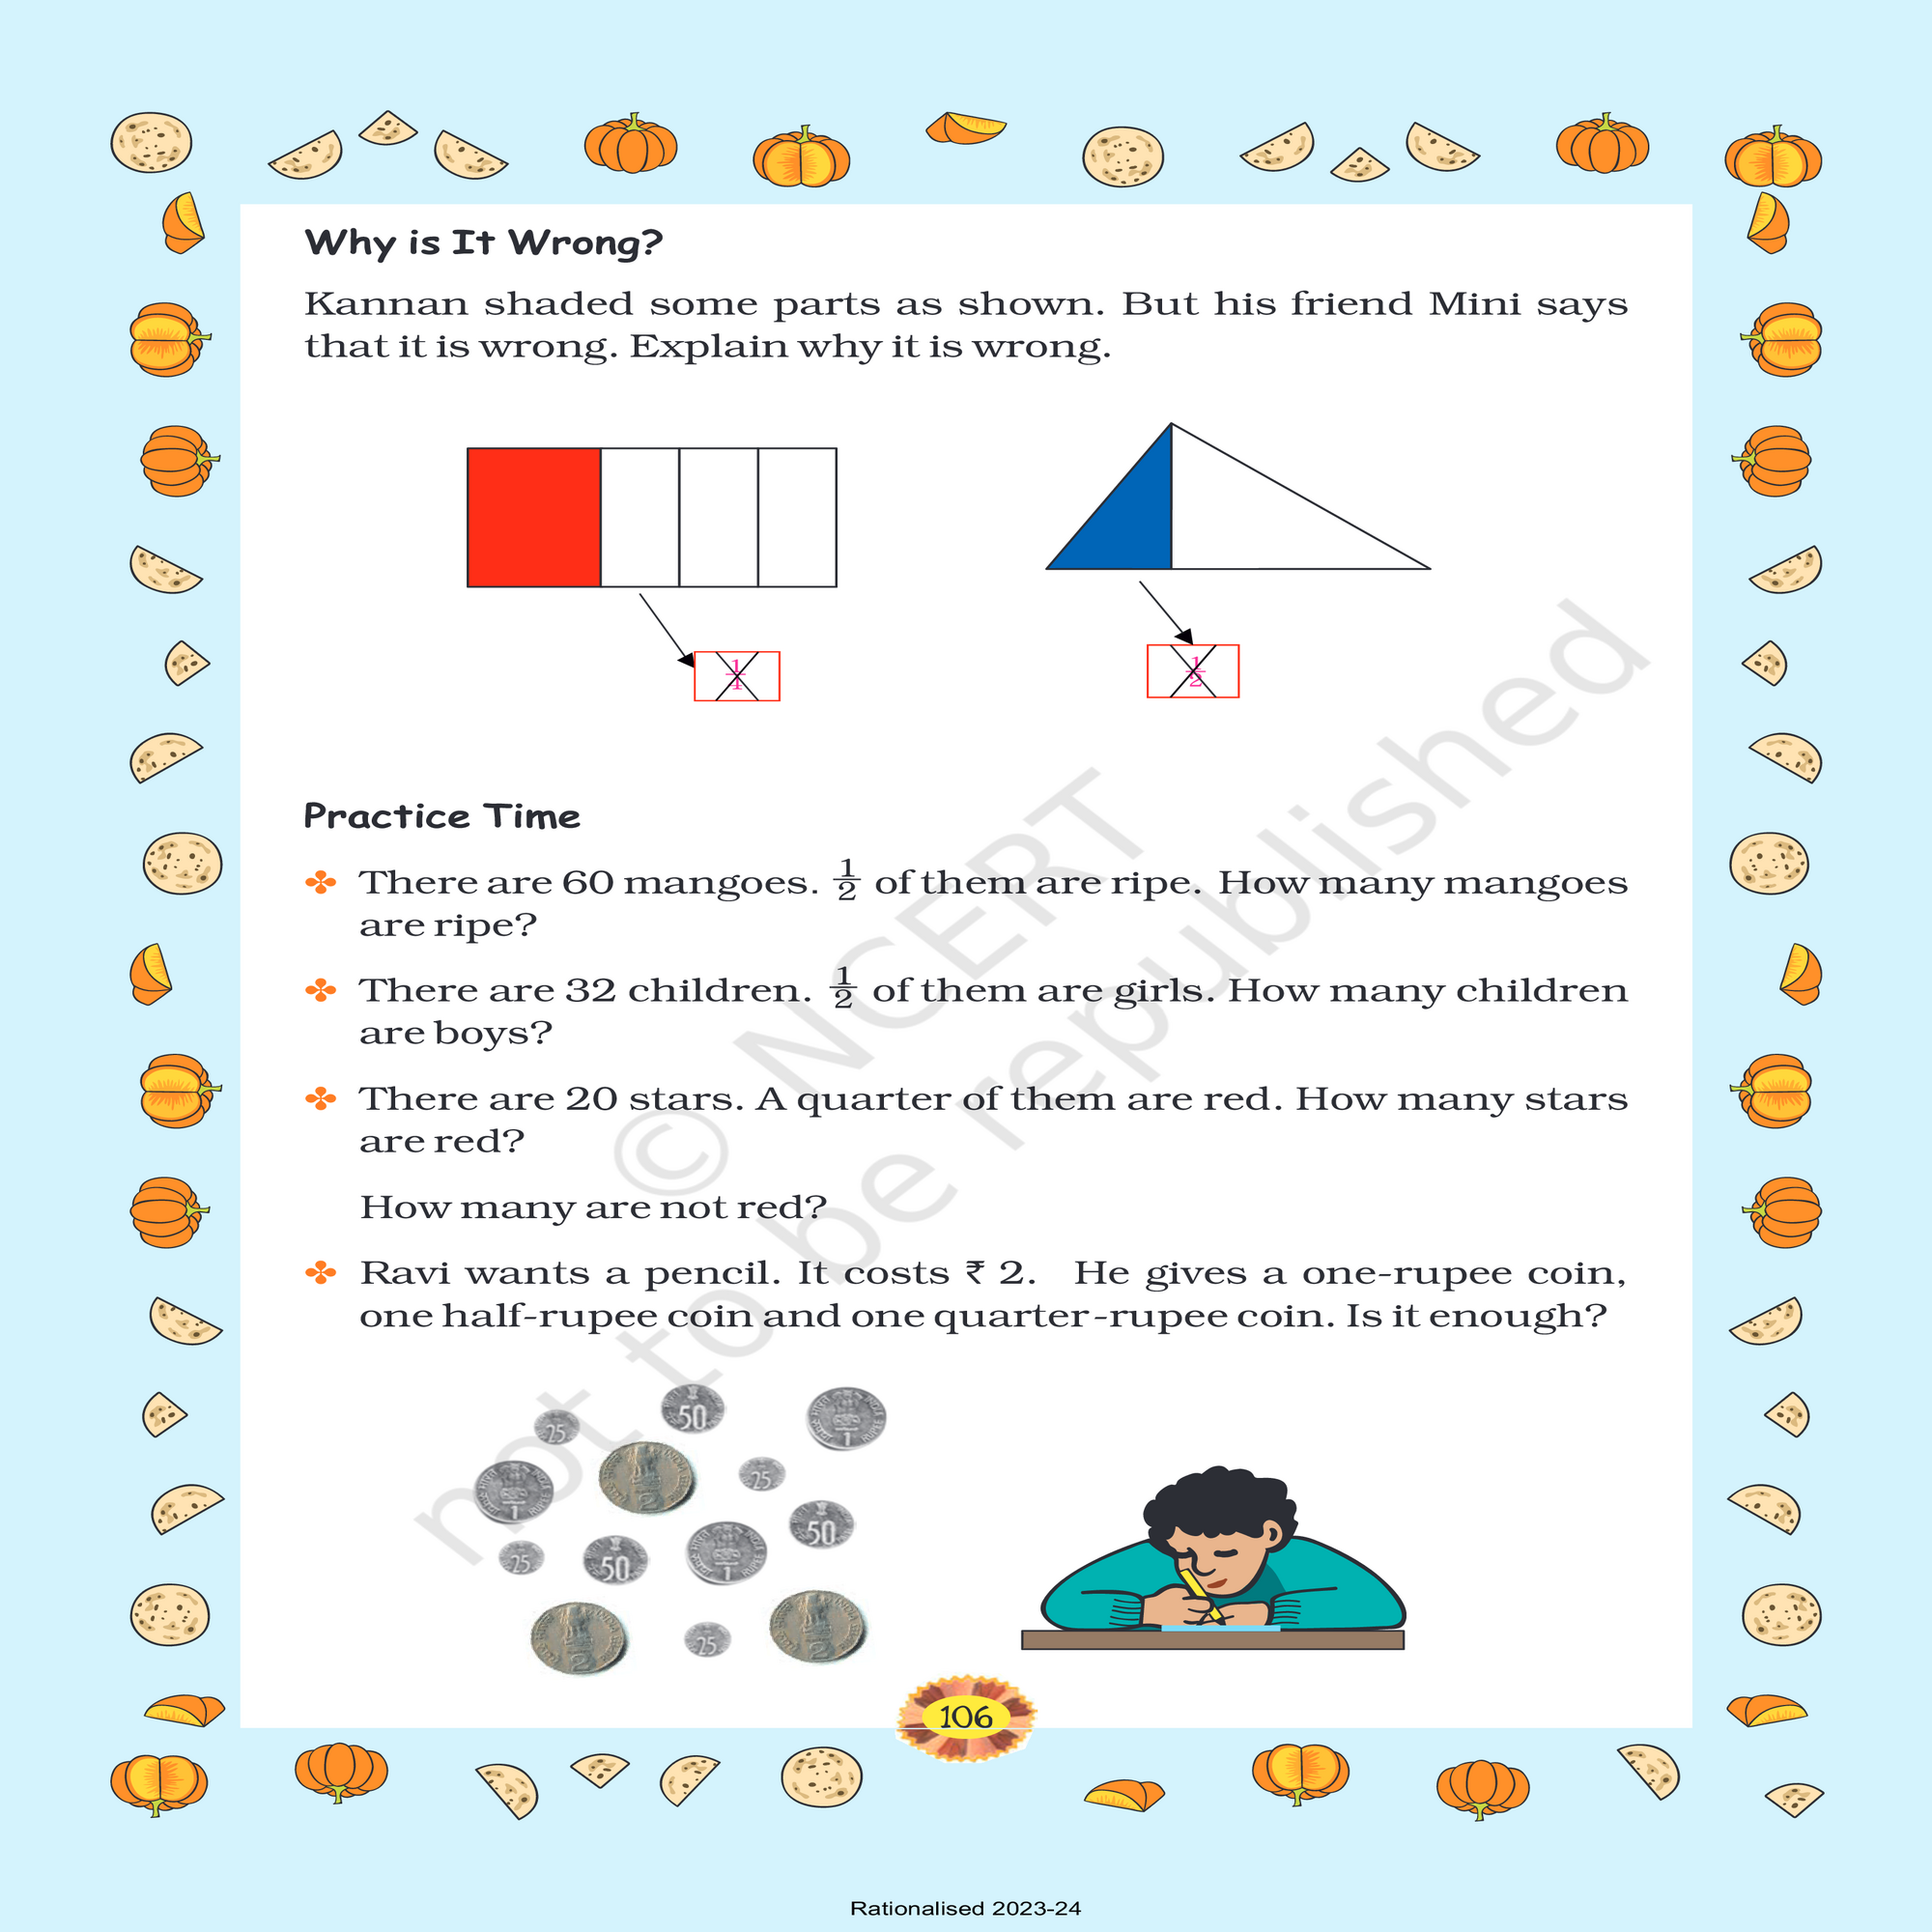 Why is It Wrong?
Kannan shaded some parts as shown. But his friend Mini says
that it is wrong. Explain why it is wrong.
1/4
1/2
Practice Time
✤ There are 60 mangoes. 1/2 of them are ripe. How many mangoes
are ripe?
✤ There are 32 children. 1/2 of them are girls. How many children
are boys?
✤ There are 20 stars. A quarter of them are red. How many stars
are red?
How many are not red?
✤ Ravi wants a pencil. It costs ₹ 2. He gives a one-rupee coin,
one half-rupee coin and one quarter-rupee coin. Is it enough?
25
50
1
1
2
25
50
25
50
1
2
25
2
106
© NCERT
not to be republished
Rationalised 2023-24